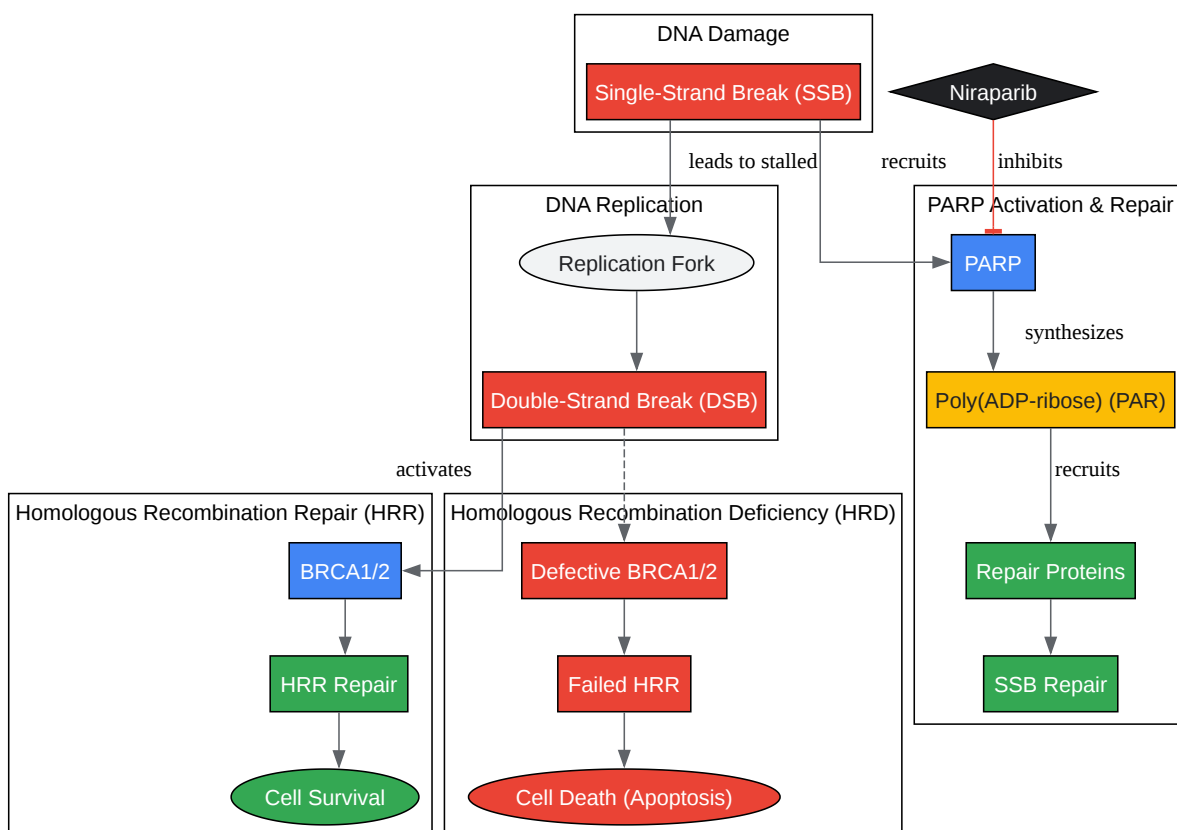 DNA Damage
Single-Strand Break (SSB)
Niraparib
leads to stalled
recruits
inhibits
DNA Replication
PARP Activation & Repair
Replication Fork
PARP
synthesizes
Double-Strand Break (DSB)
Poly(ADP-ribose) (PAR)
activates
recruits
Homologous Recombination Repair (HRR)
Homologous Recombination Deficiency (HRD)
BRCA1/2
Defective BRCA1/2
Repair Proteins
HRR Repair
Failed HRR
SSB Repair
Cell Survival
Cell Death (Apoptosis)